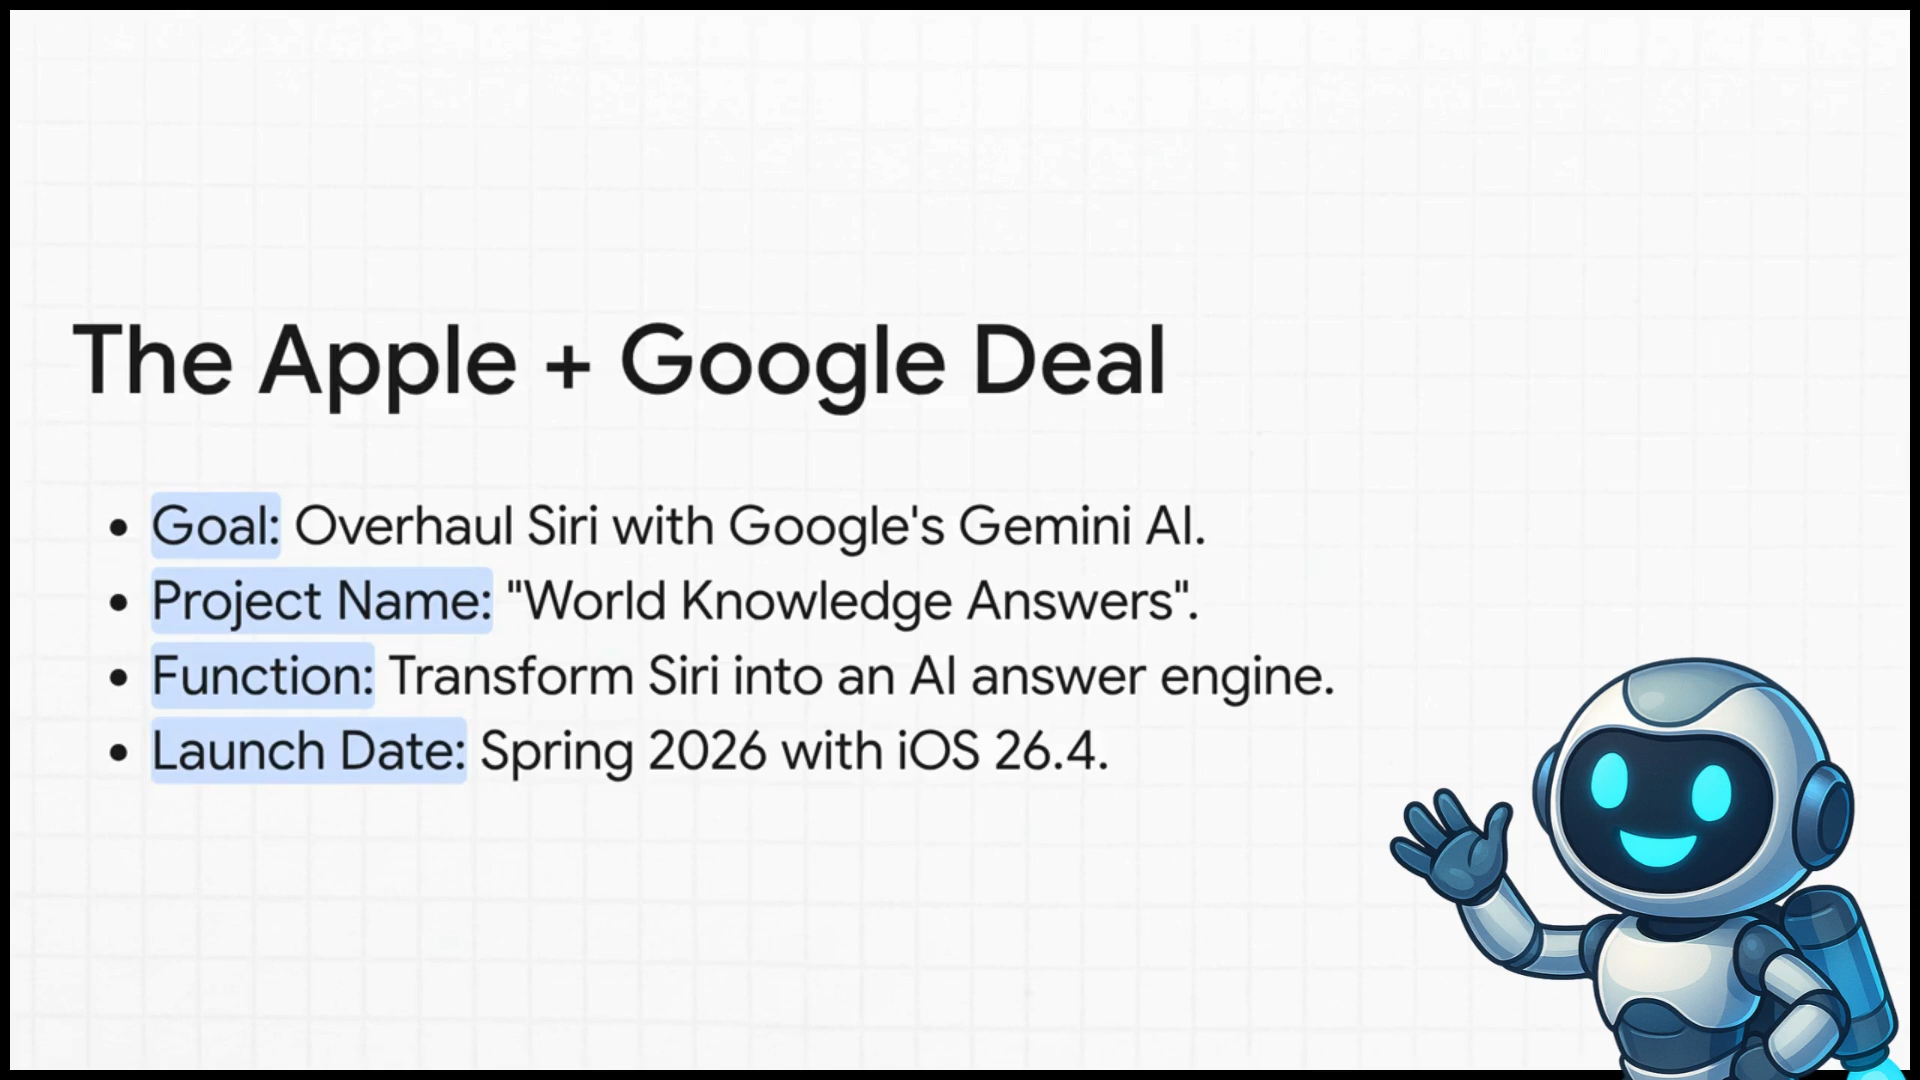 The Apple + Google Deal
• Goal: Overhaul Siri with Google's Gemini AI.
• Project Name: "World Knowledge Answers".
• Function: Transform Siri into an AI answer engine.
• Launch Date: Spring 2026 with iOS 26.4.